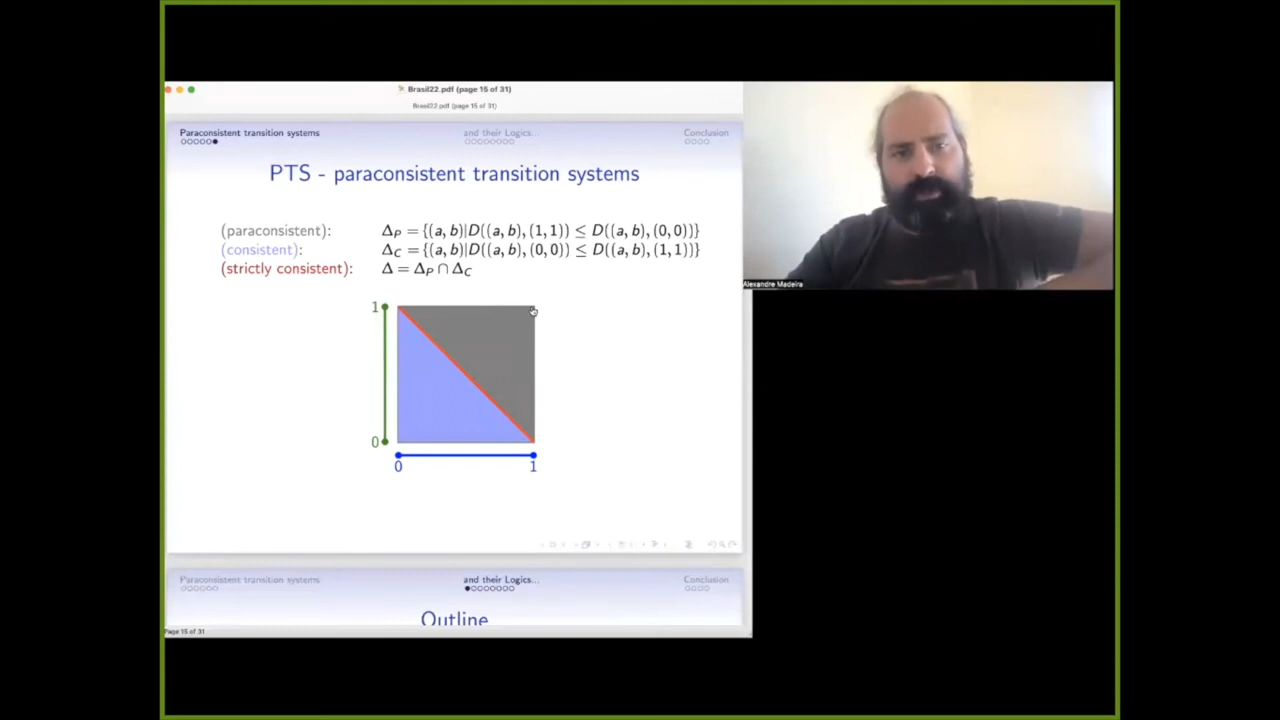 Brasil22.pdf (page 15 of 31)
Brasil22.pdf (page 15 of 31)
Paraconsistent transition systems and their Logics... Conclusion
PTS - paraconsistent transition systems
(paraconsistent): Δ_P = {(a, b)|D((a, b), (1, 1)) ≤ D((a, b), (0, 0))}
(consistent): Δ_C = {(a, b)|D((a, b), (0, 0)) ≤ D((a, b), (1, 1))}
(strictly consistent): Δ = Δ_P ∩ Δ_C
1
0
0 1
Alexandre Madeira
Paraconsistent transition systems and their Logics... Conclusion
Outline
Page 15 of 31